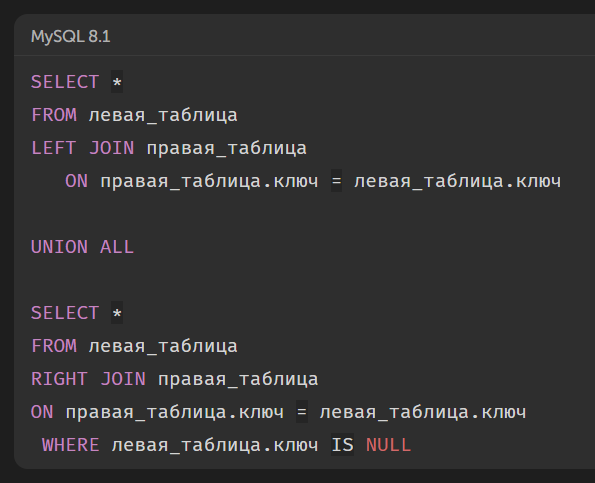 MySQL 8.1
SELECT *
FROM левая_таблица
LEFT JOIN правая_таблица
ON правая_таблица.ключ = левая_таблица.ключ
UNION ALL
SELECT *
FROM левая_таблица
RIGHT JOIN правая_таблица
ON правая_таблица.ключ = левая_таблица.ключ
WHERE левая_таблица.ключ IS NULL